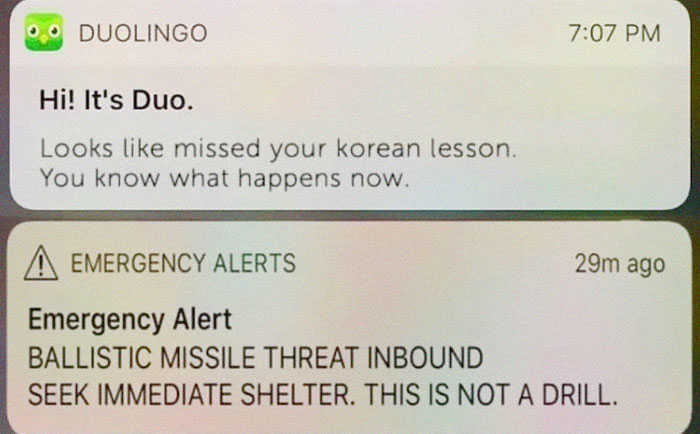 DUOLINGO 7:07 PM
Hi! It's Duo.
Looks like missed your korean lesson.
You know what happens now.
EMERGENCY ALERTS 29m ago
Emergency Alert
BALLISTIC MISSILE THREAT INBOUND
SEEK IMMEDIATE SHELTER. THIS IS NOT A DRILL.